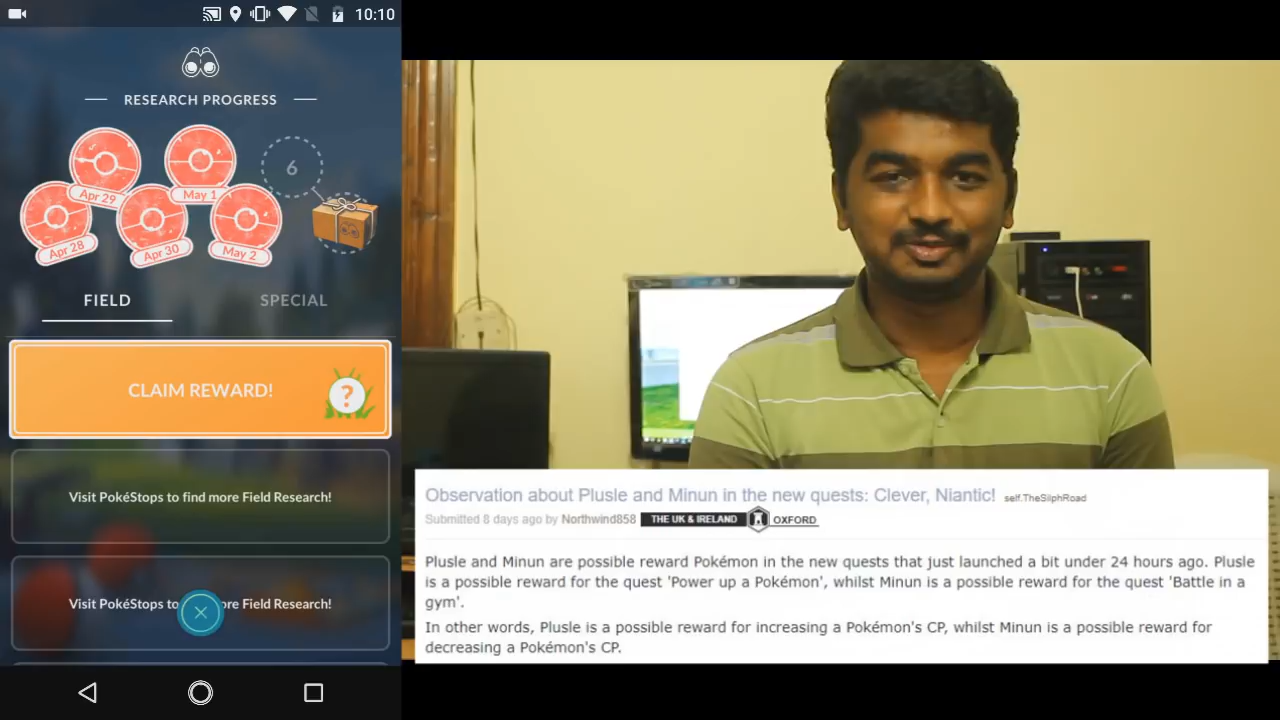 10:10
RESEARCH PROGRESS
6
Apr 29
May 1
Apr 28
Apr 30
May 2
FIELD
SPECIAL
CLAIM REWARD!
?
Visit PokéStops to find more Field Research!
Visit PokéStops to ore Field Research!
Observation about Plusle and Minun in the new quests: Clever, Niantic! self.TheSilphRoad
Submitted 8 days ago by Northwind858 THE UK & IRELAND OXFORD
Plusle and Minun are possible reward Pokémon in the new quests that just launched a bit under 24 hours ago. Plusle
is a possible reward for the quest 'Power up a Pokémon', whilst Minun is a possible reward for the quest 'Battle in a
gym'.
In other words, Plusle is a possible reward for increasing a Pokémon's CP, whilst Minun is a possible reward for
decreasing a Pokémon's CP.